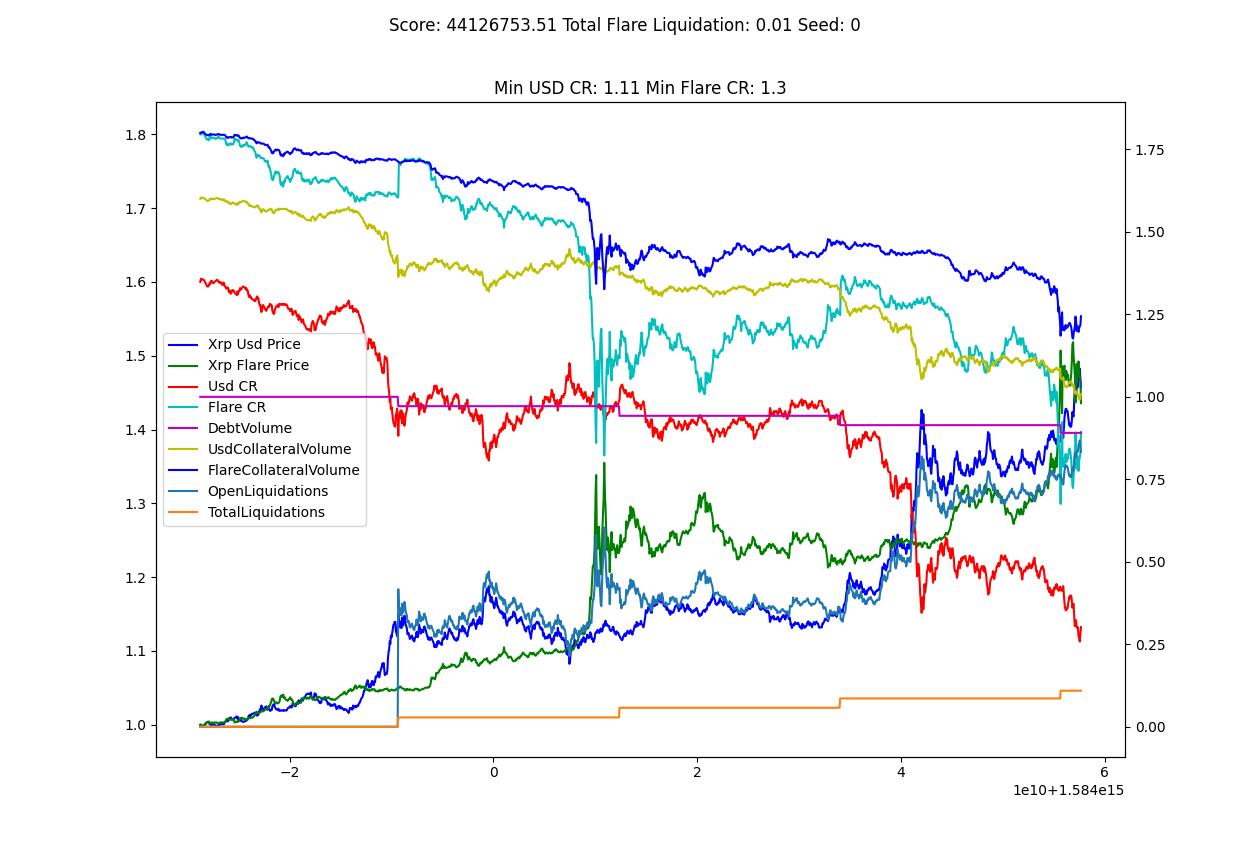 Score: 44126753.51 Total Flare Liquidation: 0.01 Seed: 0
Min USD CR: 1.11 Min Flare CR: 1.3
1.8
1.7
1.6
1.5
1.4
1.3
1.2
1.1
1.0
Xrp Usd Price
Xrp Flare Price
Usd CR
Flare CR
DebtVolume
UsdCollateralVolume
FlareCollateralVolume
OpenLiquidations
TotalLiquidations
1.75
1.50
1.25
1.00
0.75
0.50
0.25
0.00
−2 0 2 4 6
1e10+1.584e15